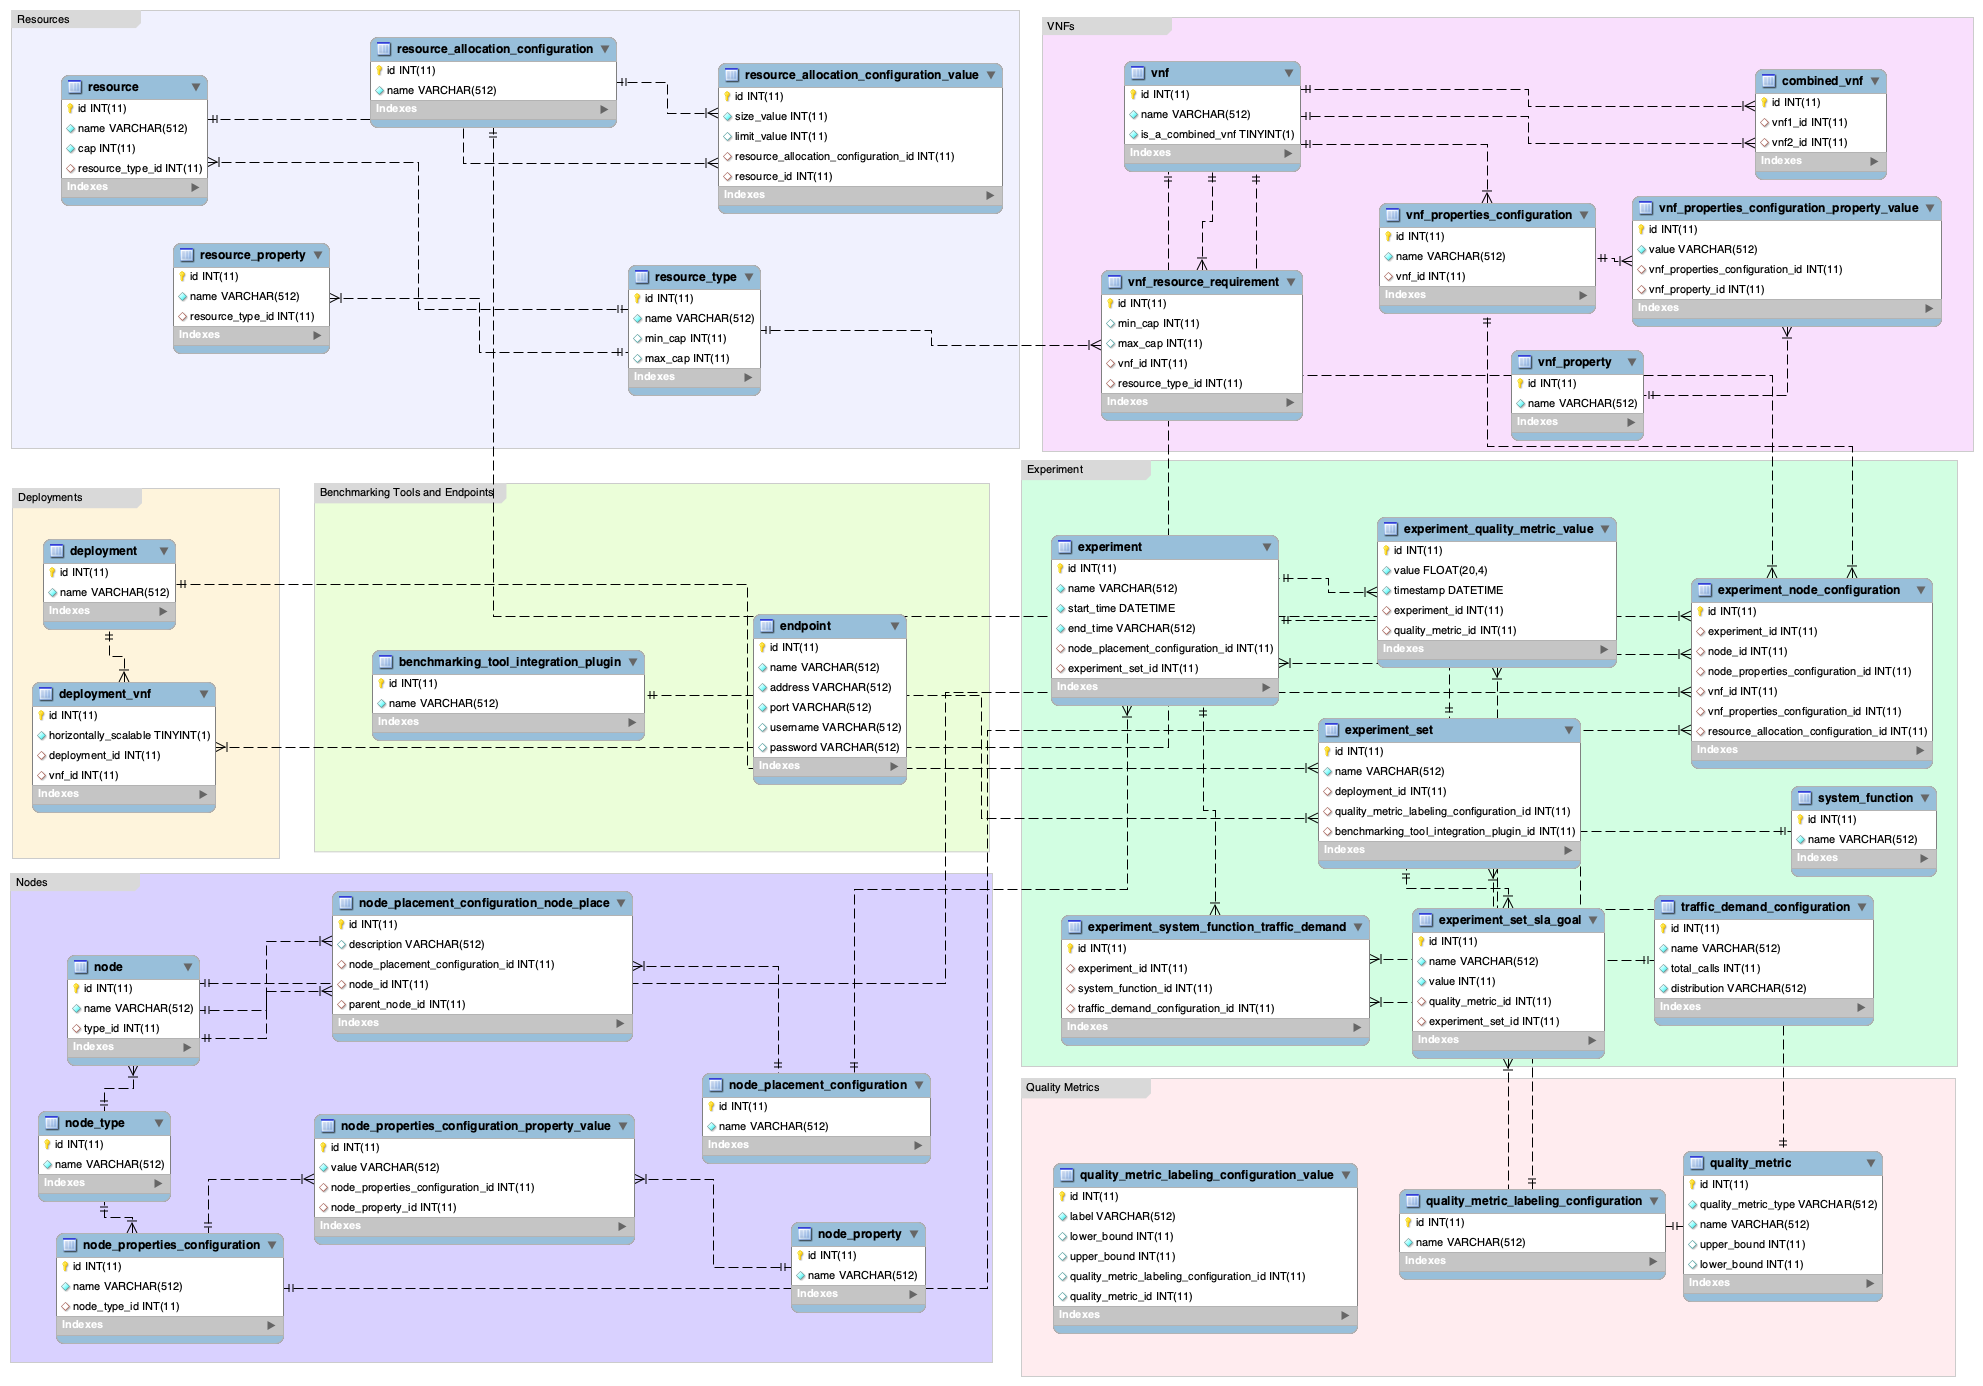 Resources
resource
id INT(11)
name VARCHAR(512)
cap INT(11)
resource_type_id INT(11)
Indexes
resource_allocation_configuration
id INT(11)
name VARCHAR(512)
Indexes
resource_allocation_configuration_value
id INT(11)
size_value INT(11)
limit_value INT(11)
resource_allocation_configuration_id INT(11)
resource_id INT(11)
Indexes
resource_property
id INT(11)
name VARCHAR(512)
resource_type_id INT(11)
Indexes
resource_type
id INT(11)
name VARCHAR(512)
min_cap INT(11)
max_cap INT(11)
Indexes
VNFs
vnf
id INT(11)
name VARCHAR(512)
is_a_combined_vnf TINYINT(1)
Indexes
combined_vnf
id INT(11)
vnf1_id INT(11)
vnf2_id INT(11)
Indexes
vnf_properties_configuration
id INT(11)
name VARCHAR(512)
vnf_id INT(11)
Indexes
vnf_properties_configuration_property_value
id INT(11)
value VARCHAR(512)
vnf_properties_configuration_id INT(11)
vnf_property_id INT(11)
Indexes
vnf_resource_requirement
id INT(11)
min_cap INT(11)
max_cap INT(11)
vnf_id INT(11)
resource_type_id INT(11)
Indexes
vnf_property
id INT(11)
name VARCHAR(512)
Indexes
Deployments
deployment
id INT(11)
name VARCHAR(512)
Indexes
deployment_vnf
id INT(11)
horizontally_scalable TINYINT(1)
deployment_id INT(11)
vnf_id INT(11)
Indexes
Benchmarking Tools and Endpoints
benchmarking_tool_integration_plugin
id INT(11)
name VARCHAR(512)
Indexes
endpoint
id INT(11)
name VARCHAR(512)
address VARCHAR(512)
port VARCHAR(512)
username VARCHAR(512)
password VARCHAR(512)
Indexes
Experiment
experiment
id INT(11)
name VARCHAR(512)
start_time DATETIME
end_time VARCHAR(512)
node_placement_configuration_id INT(11)
experiment_set_id INT(11)
Indexes
experiment_quality_metric_value
id INT(11)
value FLOAT(20,4)
timestamp DATETIME
experiment_id INT(11)
quality_metric_id INT(11)
Indexes
experiment_node_configuration
id INT(11)
experiment_id INT(11)
node_id INT(11)
node_properties_configuration_id INT(11)
vnf_id INT(11)
vnf_properties_configuration_id INT(11)
resource_allocation_configuration_id INT(11)
Indexes
experiment_set
id INT(11)
name VARCHAR(512)
deployment_id INT(11)
quality_metric_labeling_configuration_id INT(11)
benchmarking_tool_integration_plugin_id INT(11)
Indexes
system_function
id INT(11)
name VARCHAR(512)
Indexes
experiment_system_function_traffic_demand
id INT(11)
experiment_id INT(11)
system_function_id INT(11)
traffic_demand_configuration_id INT(11)
Indexes
experiment_set_sla_goal
id INT(11)
name VARCHAR(512)
value INT(11)
quality_metric_id INT(11)
experiment_set_id INT(11)
Indexes
traffic_demand_configuration
id INT(11)
name VARCHAR(512)
total_calls INT(11)
distribution VARCHAR(512)
Indexes
Nodes
node_placement_configuration_node_place
id INT(11)
description VARCHAR(512)
node_placement_configuration_id INT(11)
node_id INT(11)
parent_node_id INT(11)
Indexes
node
id INT(11)
name VARCHAR(512)
type_id INT(11)
Indexes
node_placement_configuration
id INT(11)
name VARCHAR(512)
Indexes
node_type
id INT(11)
name VARCHAR(512)
Indexes
node_properties_configuration_property_value
id INT(11)
value VARCHAR(512)
node_properties_configuration_id INT(11)
node_property_id INT(11)
Indexes
node_property
id INT(11)
name VARCHAR(512)
Indexes
node_properties_configuration
id INT(11)
name VARCHAR(512)
node_type_id INT(11)
Indexes
Quality Metrics
quality_metric_labeling_configuration_value
id INT(11)
label VARCHAR(512)
lower_bound INT(11)
upper_bound INT(11)
quality_metric_labeling_configuration_id INT(11)
quality_metric_id INT(11)
Indexes
quality_metric_labeling_configuration
id INT(11)
name VARCHAR(512)
Indexes
quality_metric
id INT(11)
quality_metric_type VARCHAR(512)
name VARCHAR(512)
upper_bound INT(11)
lower_bound INT(11)
Indexes